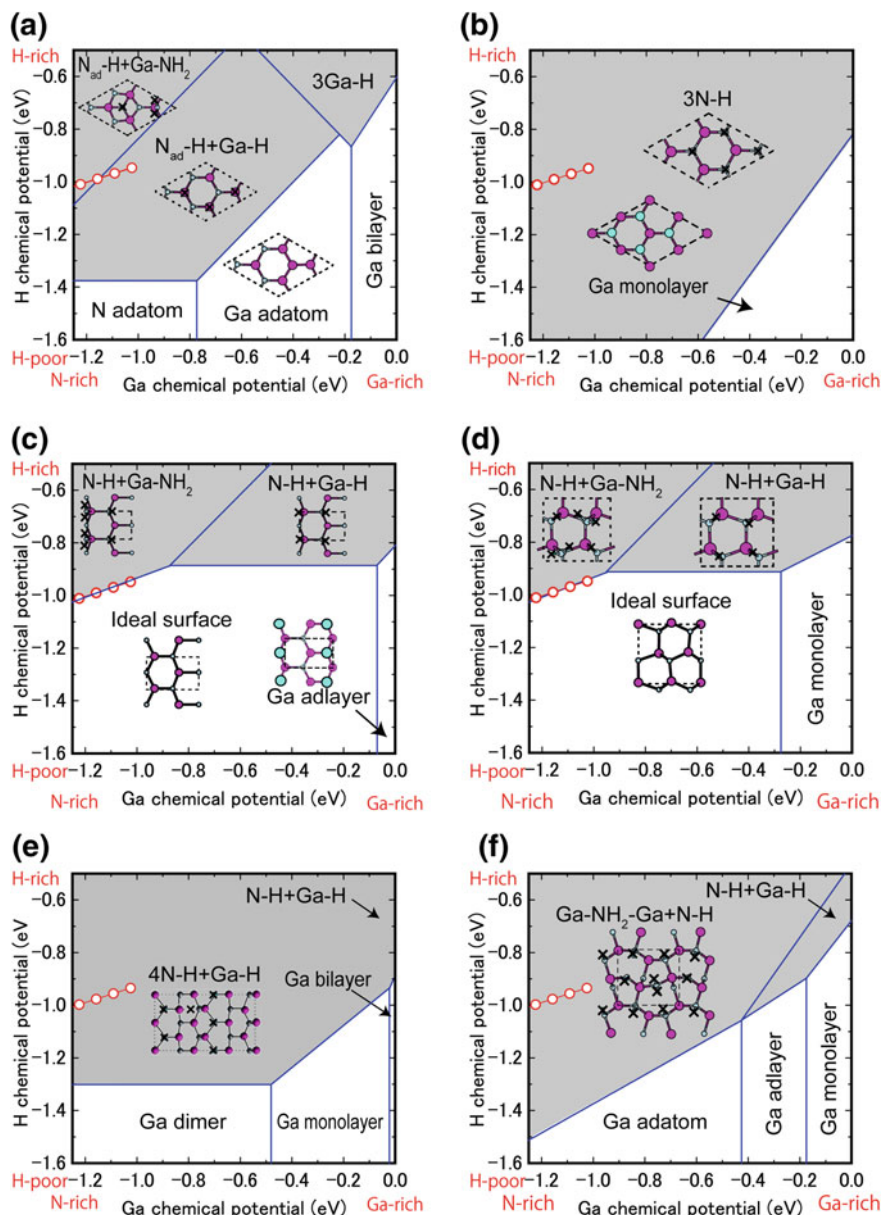 (a)
H-rich
N_ad-H+Ga-NH₂
3Ga-H
N_ad-H+Ga-H
Ga bilayer
N adatom
Ga adatom
−0.6
−0.8
−1.0
−1.2
−1.4
−1.6
H chemical potential (eV)
H-poor
−1.2 −1.0 −0.8 −0.6 −0.4 −0.2 0.0
N-rich
Ga chemical potential (eV)
Ga-rich
(b)
H-rich
3N-H
Ga monolayer
−0.6
−0.8
−1.0
−1.2
−1.4
−1.6
H chemical potential (eV)
H-poor
−1.2 −1.0 −0.8 −0.6 −0.4 −0.2 0.0
N-rich
Ga chemical potential (eV)
Ga-rich
(c)
H-rich
N-H+Ga-NH₂
N-H+Ga-H
Ideal surface
Ga adlayer
−0.6
−0.8
−1.0
−1.2
−1.4
−1.6
H chemical potential (eV)
H-poor
−1.2 −1.0 −0.8 −0.6 −0.4 −0.2 0.0
N-rich
Ga chemical potential (eV)
Ga-rich
(d)
H-rich
N-H+Ga-NH₂
N-H+Ga-H
Ideal surface
Ga monolayer
−0.6
−0.8
−1.0
−1.2
−1.4
−1.6
H chemical potential (eV)
H-poor
−1.2 −1.0 −0.8 −0.6 −0.4 −0.2 0.0
N-rich
Ga chemical potential (eV)
Ga-rich
(e)
H-rich
N-H+Ga-H
4N-H+Ga-H
Ga bilayer
Ga dimer
Ga monolayer
−0.6
−0.8
−1.0
−1.2
−1.4
−1.6
H chemical potential (eV
H-poor
−1.2 −1.0 −0.8 −0.6 −0.4 −0.2 0.0
N-rich
Ga chemical potential (eV)
Ga-rich
(f)
H-rich
N-H+Ga-H
Ga-NH₂-Ga+N-H
Ga adatom
Ga adlayer
Ga monolayer
−0.6
−0.8
−1.0
−1.2
−1.4
−1.6
H chemical potential (eV)
H-poor
−1.2 −1.0 −0.8 −0.6 −0.4 −0.2 0.0
N-rich
Ga chemical potential (eV)
Ga-rich